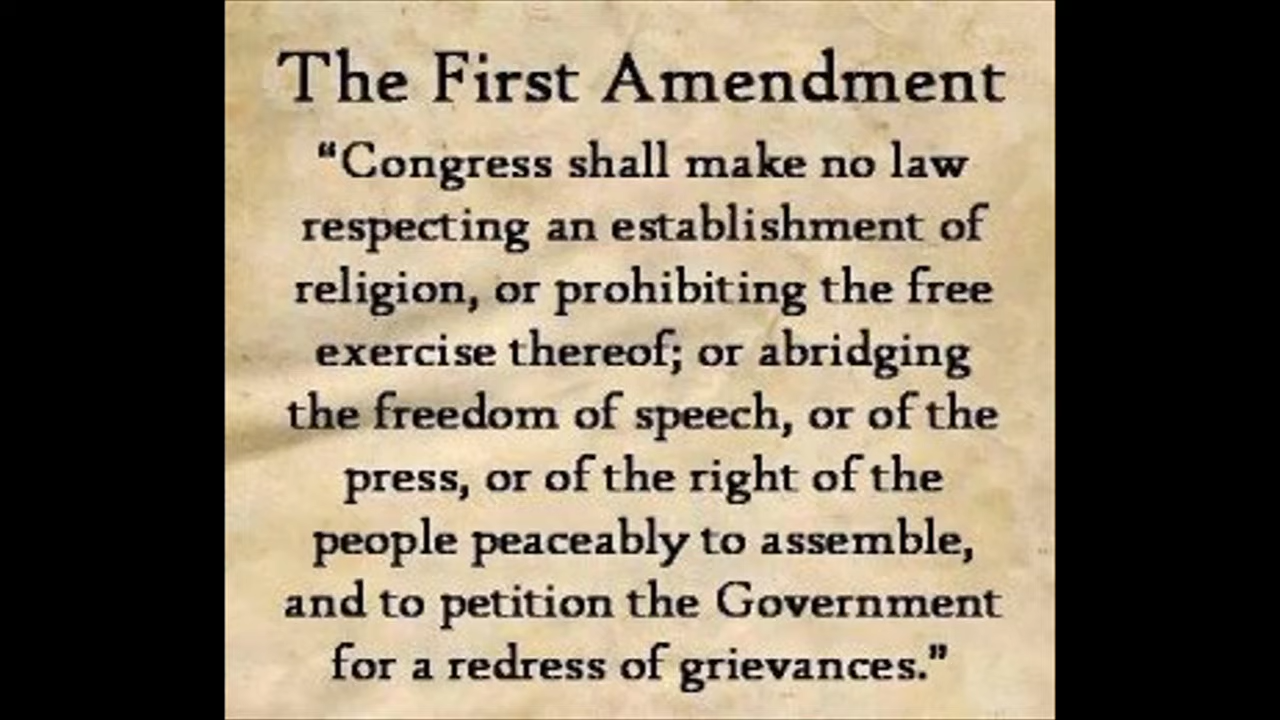 The First Amendment
“Congress shall make no law
respecting an establishment of
religion, or prohibiting the free
exercise thereof; or abridging
the freedom of speech, or of the
press, or of the right of the
people peaceably to assemble,
and to petition the Government
for a redress of grievances.”